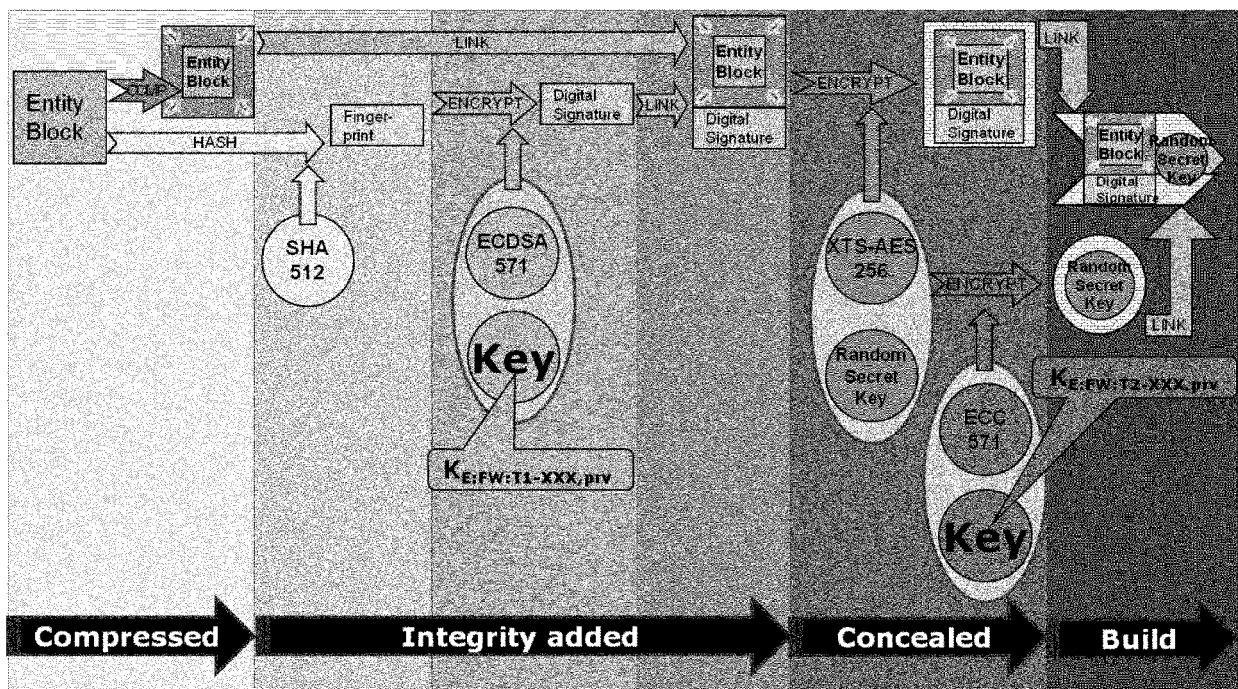 Entity
Block
COMP
Entity
Block
LINK
HASH
Finger-
print
SHA
512
ENCRYPT
Digital
Signature
LINK
ECDSA
571
Key
KE;FW:T1-XXX,prv
Entity
Block
Digital
Signature
ENCRYPT
Entity
Block
Digital
Signature
XTS-AES
256
Random
Secret
Key
ENCRYPT
ECC
571
Key
KE;FW:T2-XXX,prv
LINK
Entity
Block
Digital
Signature
Random
Secret
Key
Random
Secret
Key
LINK
Compressed
Integrity added
Concealed
Build